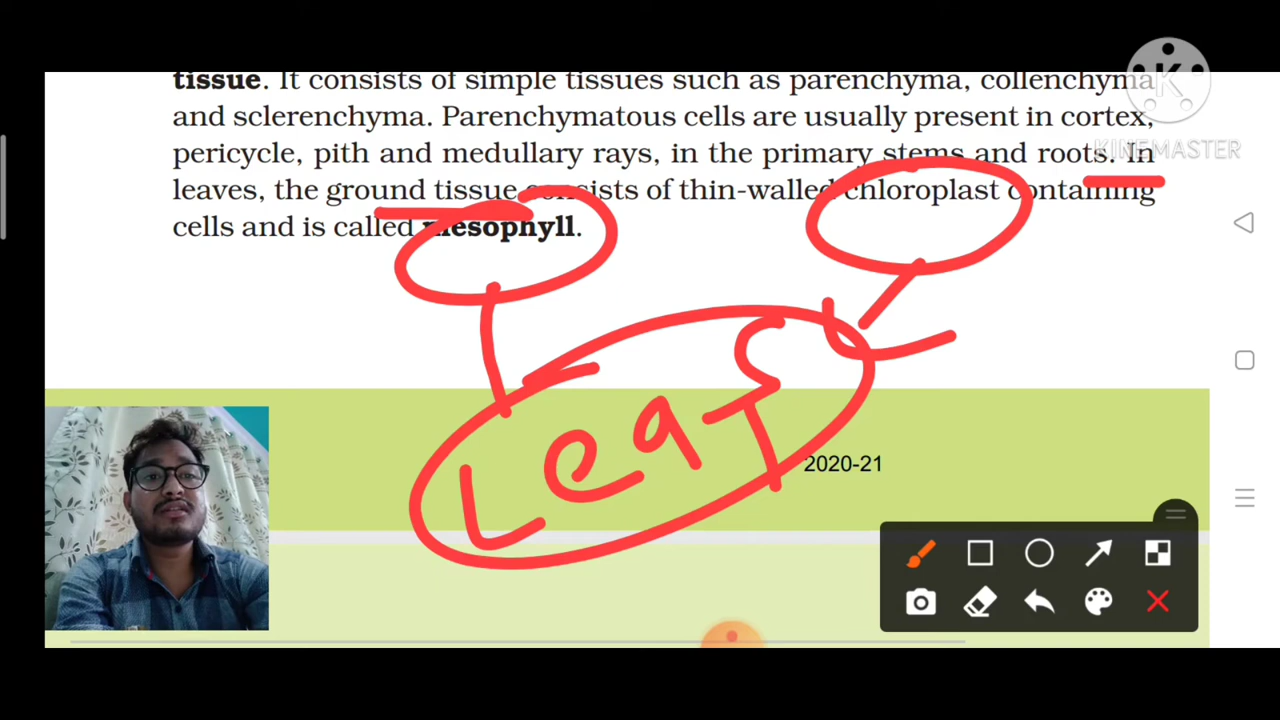 tissue. It consists of simple tissues such as parenchyma, collenchyma
and sclerenchyma. Parenchymatous cells are usually present in cortex,
pericycle, pith and medullary rays, in the primary stems and roots. In
KINEMASTER
leaves, the ground tissue consists of thin-walled chloroplast containing
cells and is called mesophyll.
Leaf
2020-21